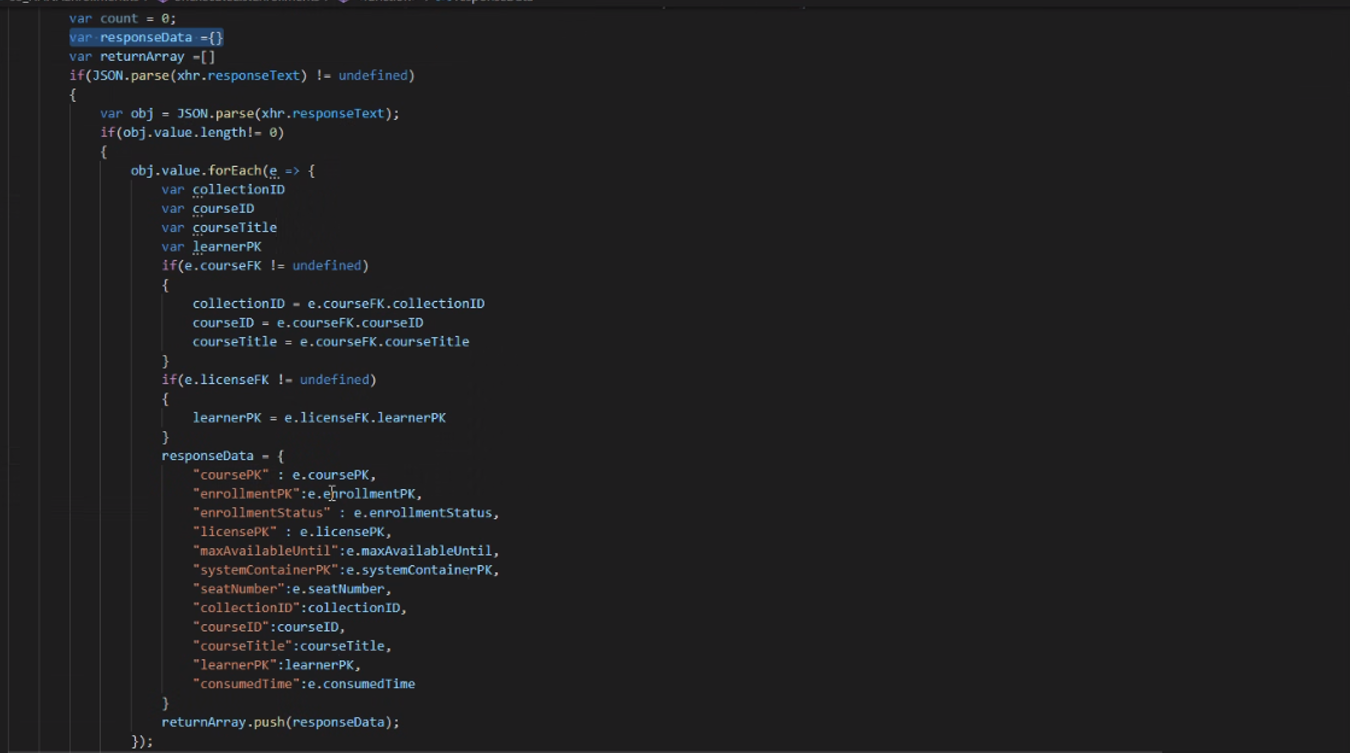 var count = 0;
var responseData ={}
var returnArray =[]
if(JSON.parse(xhr.responseText) != undefined)
{
var obj = JSON.parse(xhr.responseText);
if(obj.value.length!= 0)
{
obj.value.forEach(e => {
var collectionID
var courseID
var courseTitle
var learnerPK
if(e.courseFK != undefined)
{
collectionID = e.courseFK.collectionID
courseID = e.courseFK.courseID
courseTitle = e.courseFK.courseTitle
}
if(e.licenseFK != undefined)
{
learnerPK = e.licenseFK.learnerPK
}
responseData = {
"coursePK" : e.coursePK,
"enrollmentPK":e.enrollmentPK,
"enrollmentStatus" : e.enrollmentStatus,
"licensePK" : e.licensePK,
"maxAvailableUntil":e.maxAvailableUntil,
"systemContainerPK":e.systemContainerPK,
"seatNumber":e.seatNumber,
"collectionID":collectionID,
"courseID":courseID,
"courseTitle":courseTitle,
"learnerPK":learnerPK,
"consumedTime":e.consumedTime
}
returnArray.push(responseData);
});